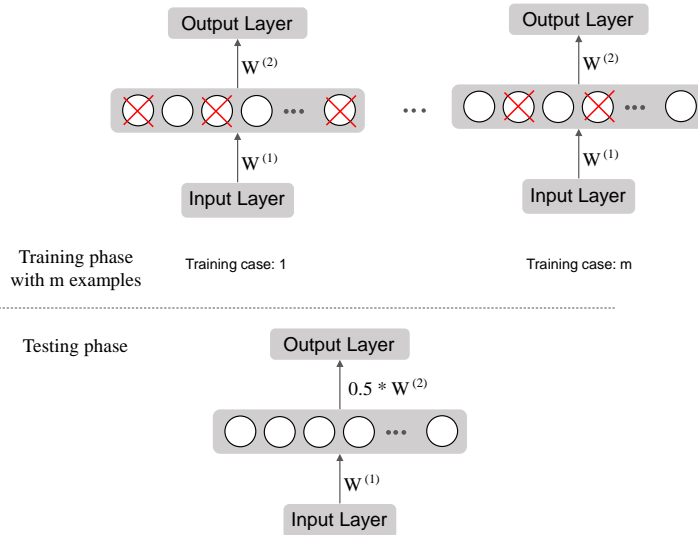 Output Layer
Output Layer
W (2)
W (2)
... ... ...
W (1)
W (1)
Input Layer
Input Layer
Training phase
with m examples
Training case: 1
Training case: m
Testing phase
Output Layer
0.5 * W (2)
...
W (1)
Input Layer